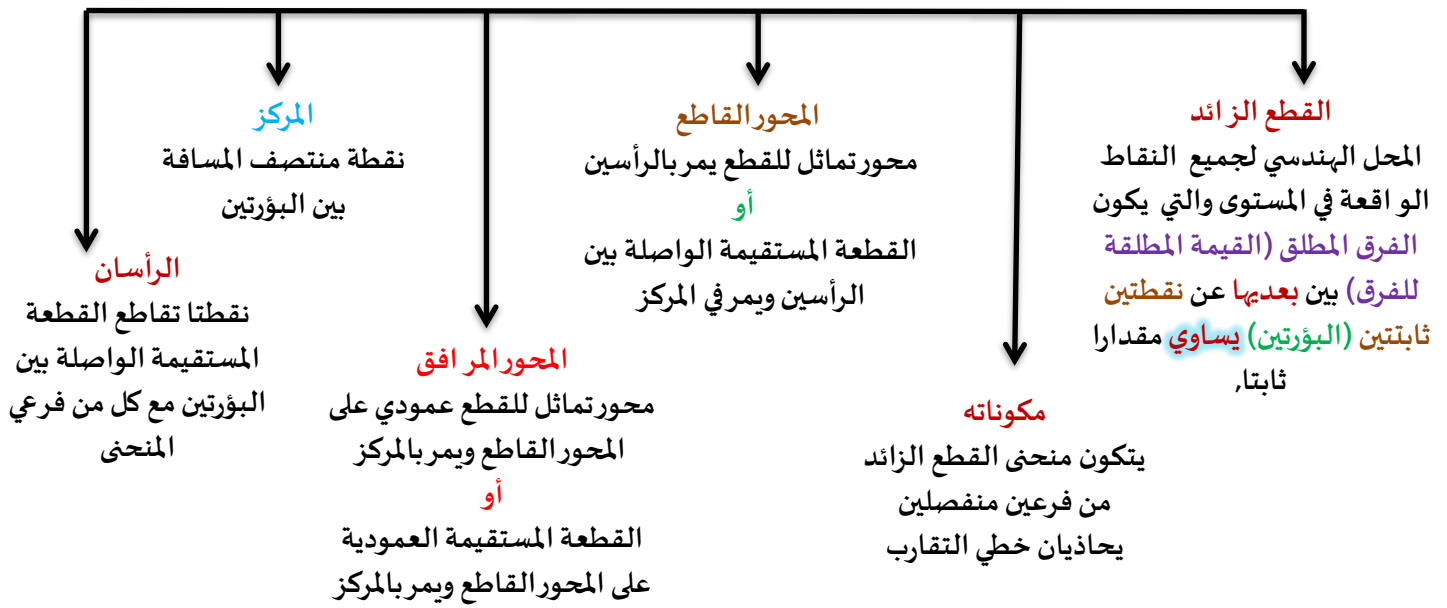 القطع الزائد
المحل الهندسي لجميع النقاط
الواقعة في المستوى والتي يكون
الفرق المطلق (القيمة المطلقة
للفرق) بين بعديها عن نقطتين
ثابتتين (البؤرتين) يساوي مقدارا
ثابتا,
مكوناته
يتكون منحنى القطع الزائد
من فرعين منفصلين
يحاذيان خطي التقارب
المحور القاطع
محور تماثل للقطع يمر بالرأسين
أو
القطعة المستقيمة الواصلة بين
الرأسين ويمر في المركز
المحور المرافق
محور تماثل للقطع عمودي على
المحور القاطع ويمر بالمركز
أو
القطعة المستقيمة العمودية
على المحور القاطع ويمر بالمركز
المركز
نقطة منتصف المسافة
بين البؤرتين
الرأسان
نقطتا تقاطع القطعة
المستقيمة الواصلة بين
البؤرتين مع كل من فرعي
المنحنى